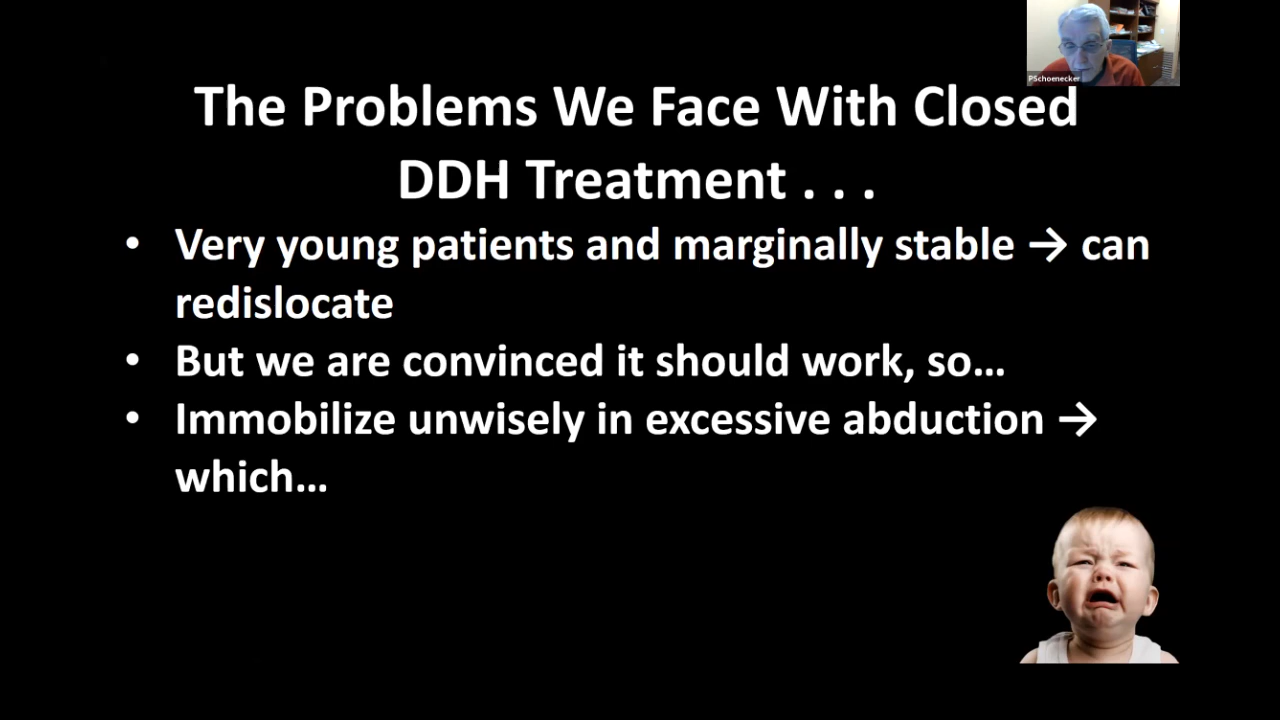 PSchoenecker
The Problems We Face With Closed
DDH Treatment . . .
• Very young patients and marginally stable → can
redislocate
• But we are convinced it should work, so…
• Immobilize unwisely in excessive abduction →
which…